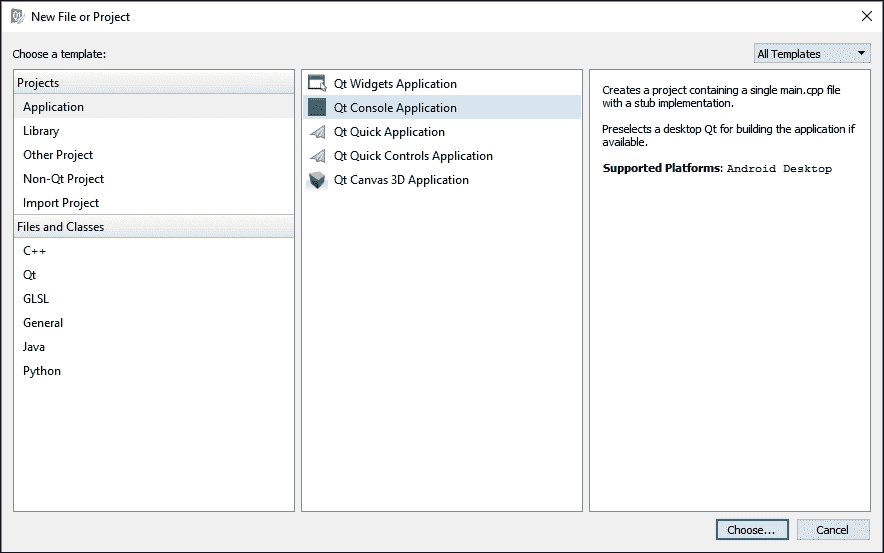 New File or Project
Choose a template:
All Templates
Projects
Application
Library
Other Project
Non-Qt Project
Import Project
Files and Classes
C++
Qt
GLSL
General
Java
Python
Qt Widgets Application
Qt Console Application
Qt Quick Application
Qt Quick Controls Application
Qt Canvas 3D Application
Creates a project containing a single main.cpp file
with a stub implementation.
Preselects a desktop Qt for building the application if
available.
Supported Platforms: Android Desktop
Choose...
Cancel